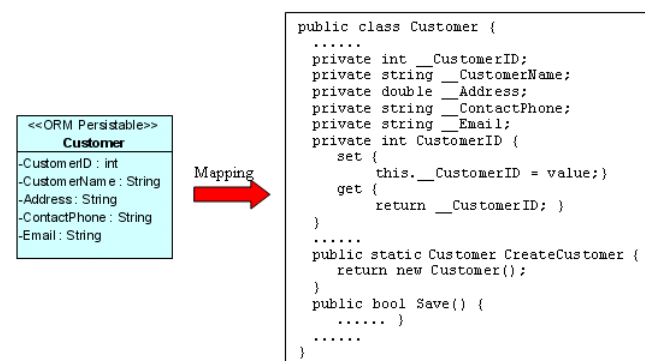 <<ORM Persistable>>
Customer
-CustomerID : int
-CustomerName : String
-Address : String
-ContactPhone : String
-Email : String
Mapping
public class Customer {
......
private int __CustomerID;
private string __CustomerName;
private double __Address;
private string __ContactPhone;
private string __Email;
private int CustomerID {
set {
this.__CustomerID = value;}
get {
return __CustomerID; }
}
......
public static Customer CreateCustomer {
return new Customer();
}
public bool Save() {
...... }
......
}